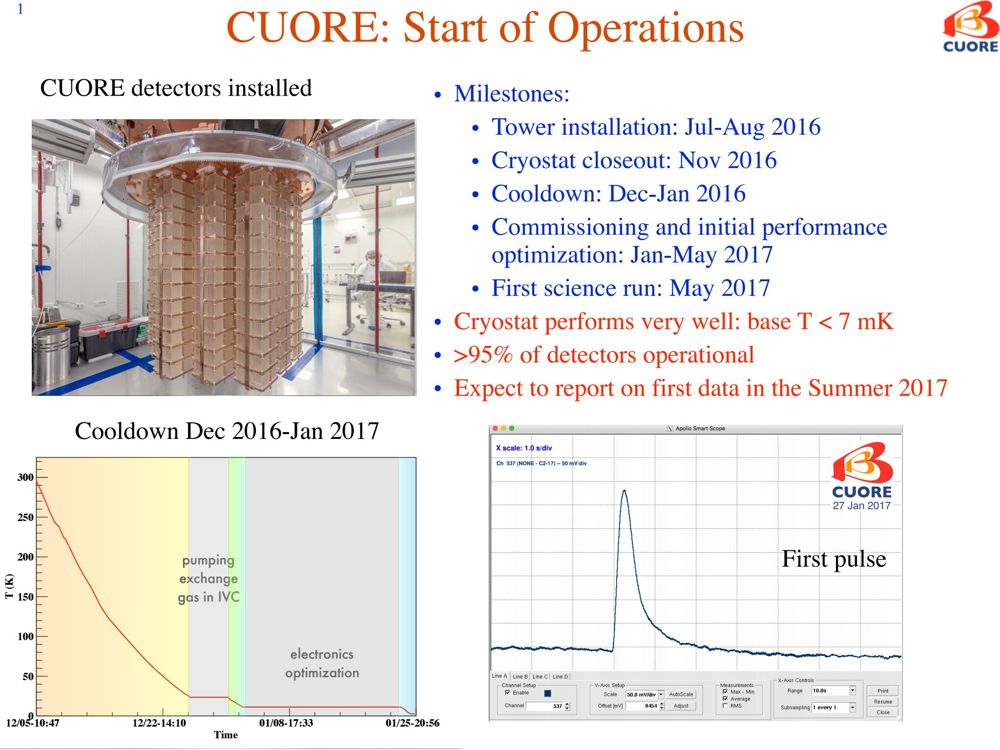 1
CUORE: Start of Operations
CUORE
CUORE detectors installed
• Milestones:
• Tower installation: Jul-Aug 2016
• Cryostat closeout: Nov 2016
• Cooldown: Dec-Jan 2016
• Commissioning and initial performance
optimization: Jan-May 2017
• First science run: May 2017
• Cryostat performs very well: base T < 7 mK
• >95% of detectors operational
• Expect to report on first data in the Summer 2017
Cooldown Dec 2016-Jan 2017
T (K)
300
250
200
150
100
50
0
pumping
exchange
gas in IVC
electronics
optimization
12/05-10:47
12/22-14:10
01/08-17:33
01/25-20:56
Time
X Apollo Smart Scope
X scale: 1.0 s/div
Ch 537 (NONE - C2-17) -- 50 mV/div
CUORE
27 Jan 2017
First pulse
Line A Line B Line C Line D
Channel Setup
Enable
Channel 537
Y-Axis Setup
Scale 50.0 mV/div AutoScale
Offset [mV] 8454 Adjust
Measurements
Max - Min
Average
RMS
X-Axis Controls
Range 10.0s
Subsampling 1 every 1
Print
Resume
Close